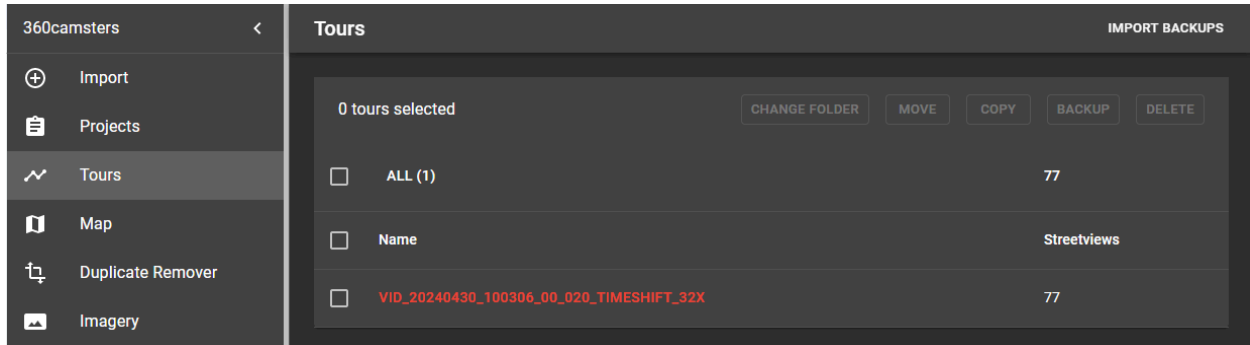 360camsters
Import
Projects
Tours
Map
Duplicate Remover
Imagery
Tours
IMPORT BACKUPS
0 tours selected
CHANGE FOLDER
MOVE
COPY
BACKUP
DELETE
ALL (1) 77
Name Streetviews
VID_20240430_100306_00_020_TIMESHIFT_32X 77